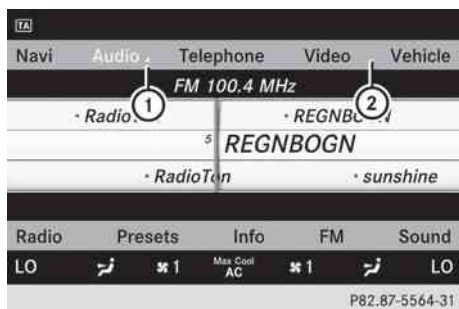 TA
Navi Audio Telephone Video Vehicle
FM 100.4 MHz
1 2
· Radio · REGNB
5 REGNBOGN
· RadioTon · sunshine
Radio Presets Info FM Sound
LO 1 Max Cool AC 1 LO
P82.87-5564-31